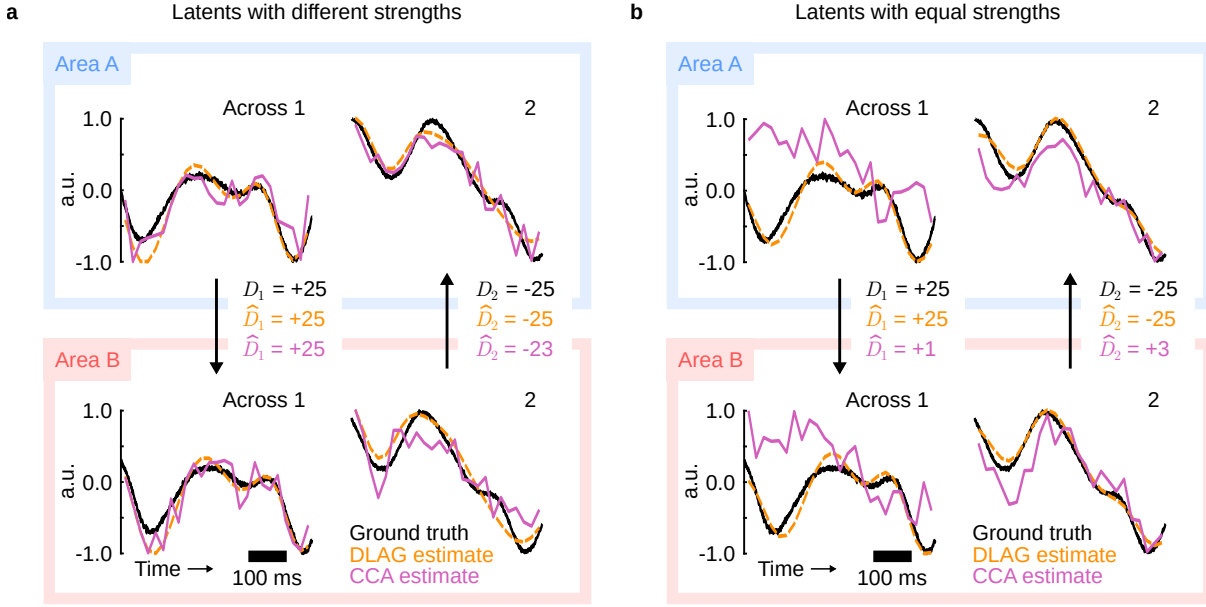 a
Latents with different strengths
Area A
Across 1
2
1.0
0.0
-1.0
a.u.
D₁ = +25
D̂₁ = +25
D̂₁ = +25
D₂ = -25
D̂₂ = -25
D̂₂ = -23
Area B
Across 1
2
1.0
0.0
-1.0
a.u.
Time →
100 ms
Ground truth
DLAG estimate
CCA estimate
b
Latents with equal strengths
Area A
Across 1
2
1.0
0.0
-1.0
a.u.
D₁ = +25
D̂₁ = +25
D̂₁ = +1
D₂ = -25
D̂₂ = -25
D̂₂ = +3
Area B
Across 1
2
1.0
0.0
-1.0
a.u.
Time →
100 ms
Ground truth
DLAG estimate
CCA estimate